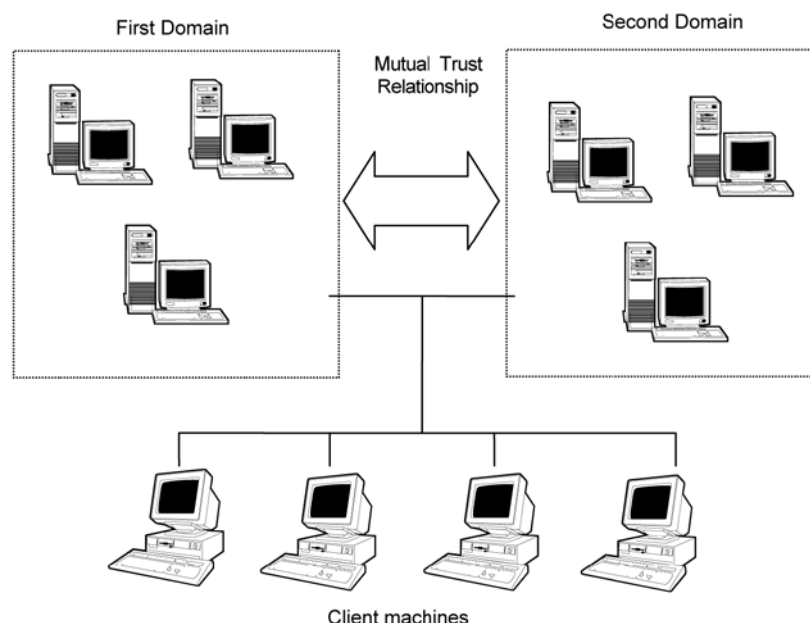 First Domain
Second Domain
Mutual Trust
Relationship
Client machines